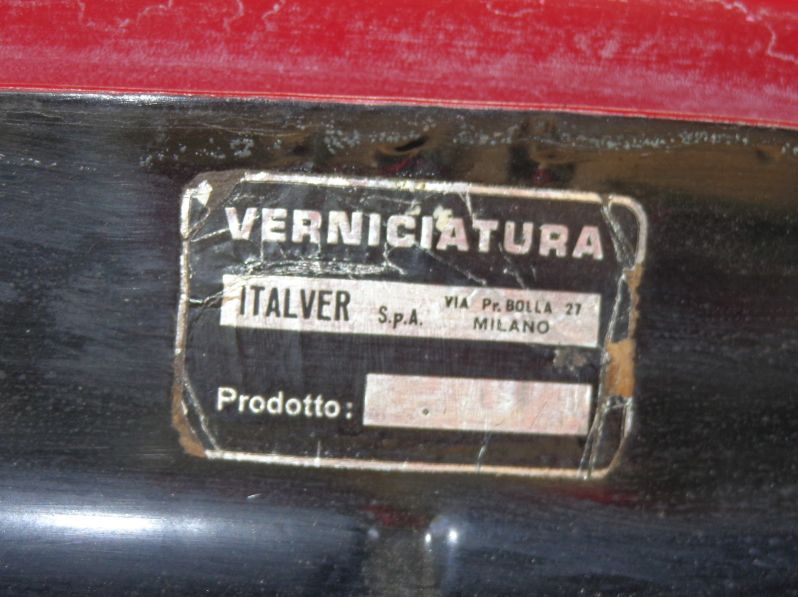 VERNICIATURA
ITALVER S.p.A. VIA Pr. BOLLA 27
MILANO
Prodotto: